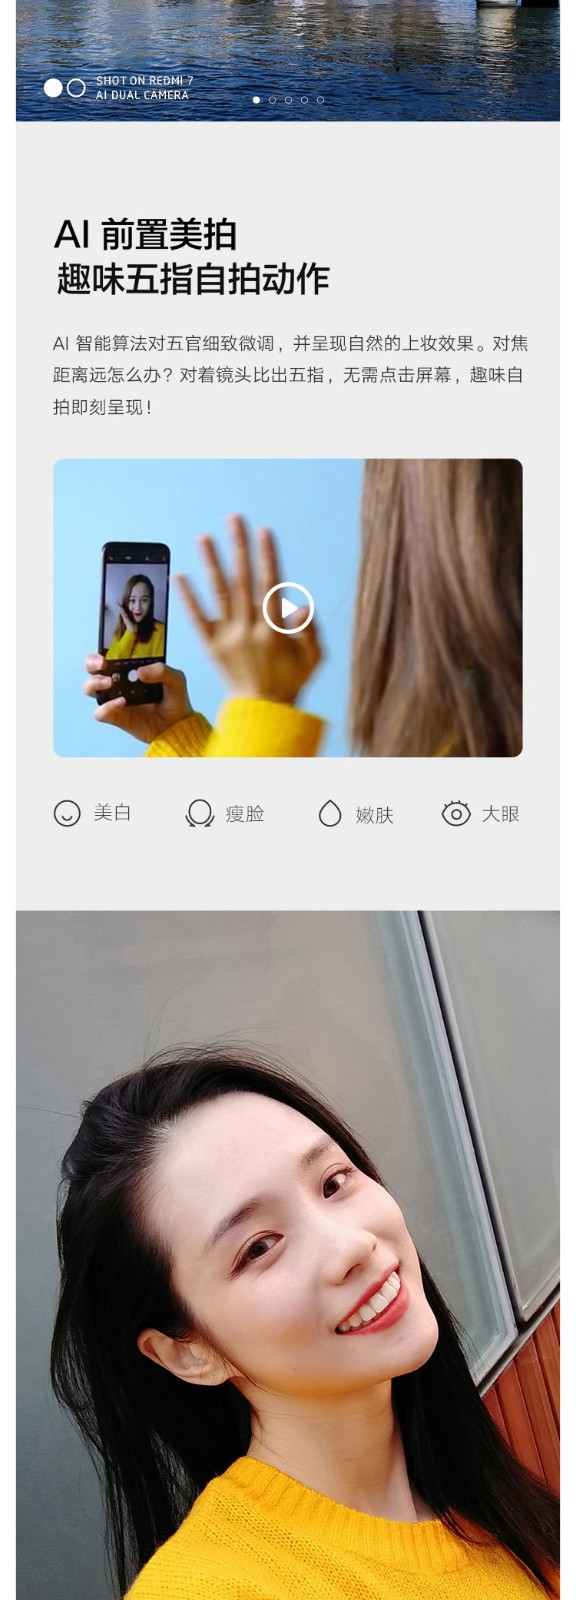 SHOT ON REDMI 7
AI DUAL CAMERA
AI 前置美拍
趣味五指自拍动作
AI 智能算法对五官细致微调，并呈现自然的上妆效果。对焦
距离远怎么办？对着镜头比出五指，无需点击屏幕，趣味自
拍即刻呈现！
美白
瘦脸
嫩肤
大眼